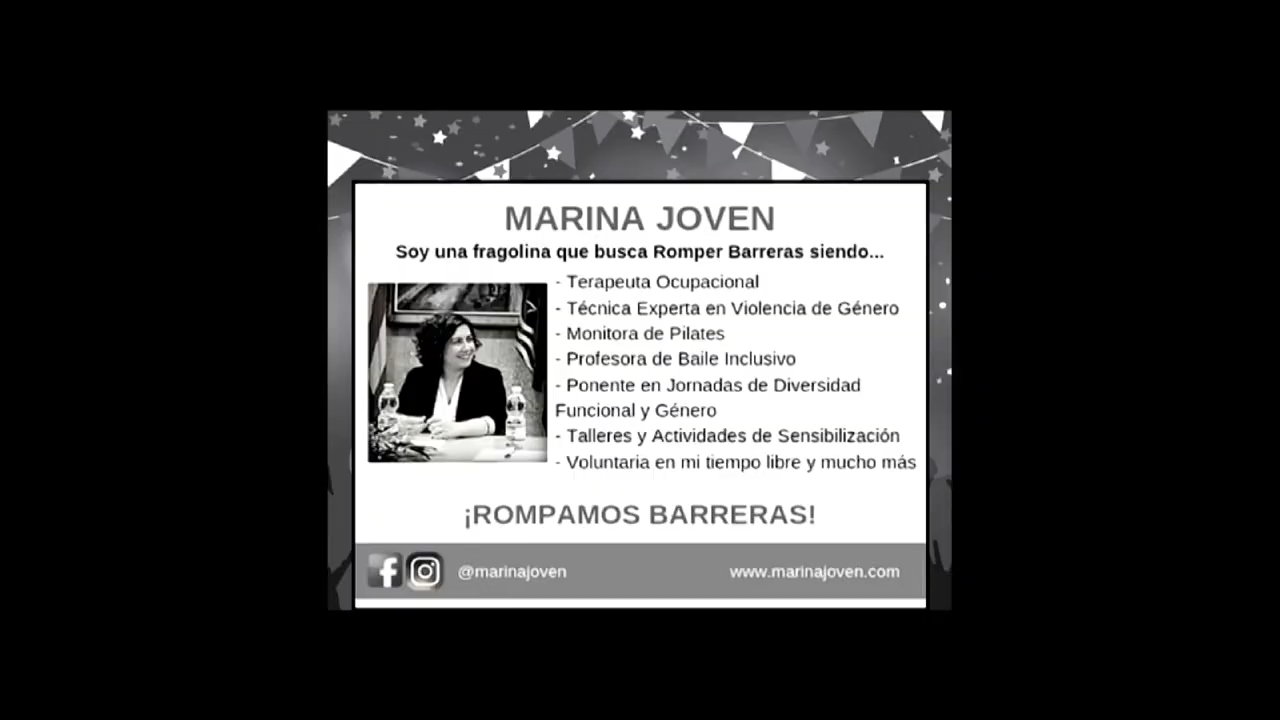 MARINA JOVEN
Soy una fragolina que busca Romper Barreras siendo...
- Terapeuta Ocupacional
- Técnica Experta en Violencia de Género
- Monitora de Pilates
- Profesora de Baile Inclusivo
- Ponente en Jornadas de Diversidad
Funcional y Género
- Talleres y Actividades de Sensibilización
- Voluntaria en mi tiempo libre y mucho más
¡ROMPAMOS BARRERAS!
@marinajoven
www.marinajoven.com